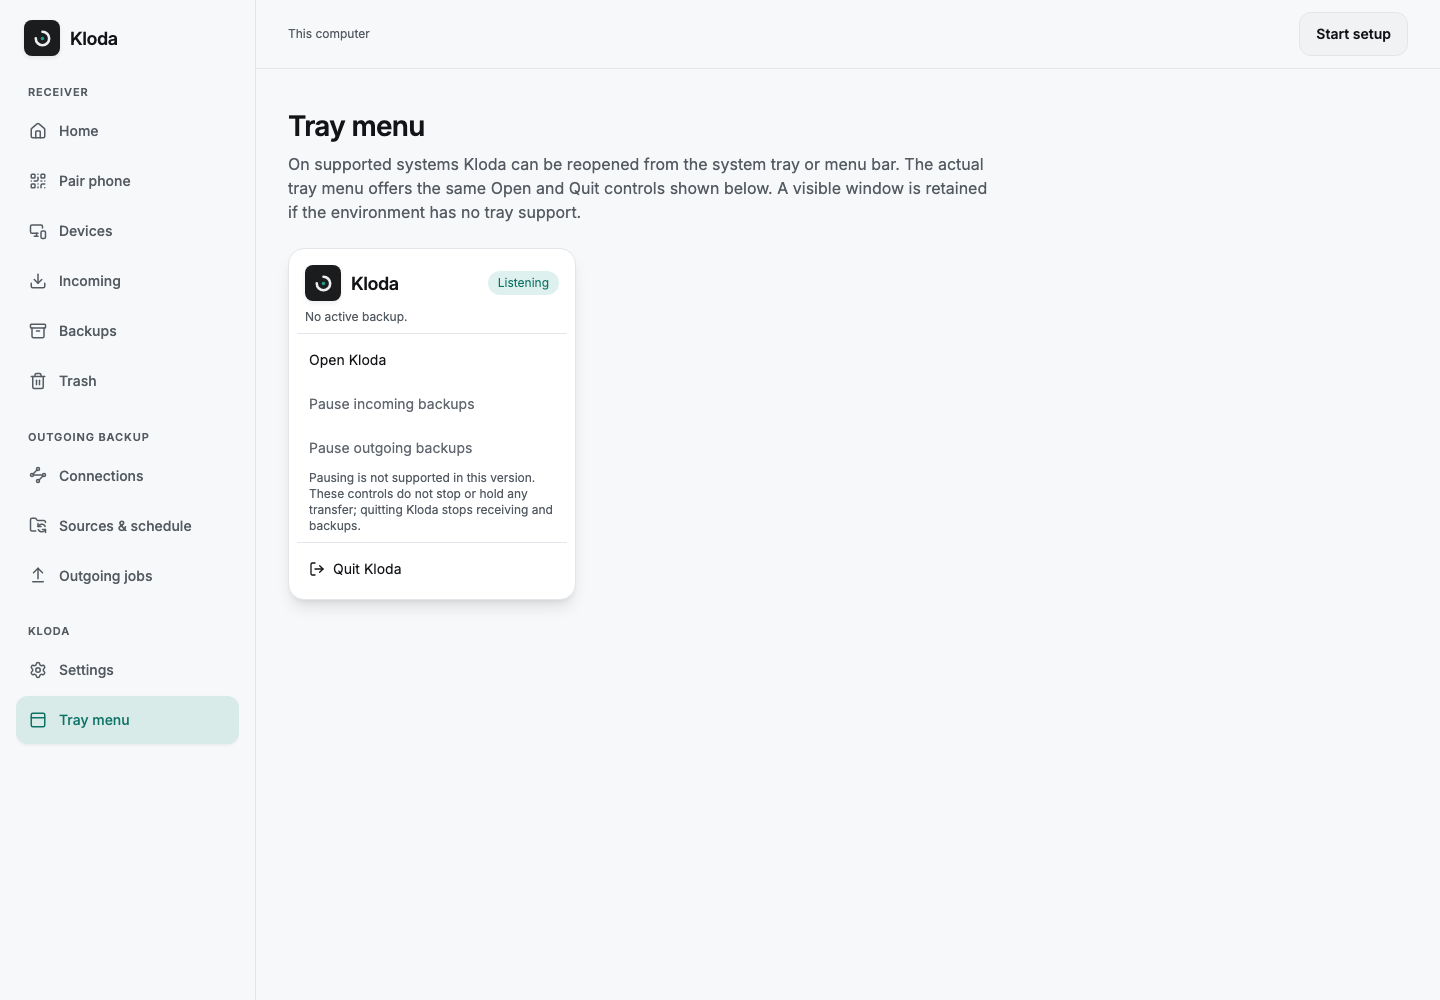 Kloda
RECEIVER
Home
Pair phone
Devices
Incoming
Backups
Trash
OUTGOING BACKUP
Connections
Sources & schedule
Outgoing jobs
KLODA
Settings
Tray menu
This computer
Start setup
Tray menu
On supported systems Kloda can be reopened from the system tray or menu bar. The actual
tray menu offers the same Open and Quit controls shown below. A visible window is retained
if the environment has no tray support.
Kloda
Listening
No active backup.
Open Kloda
Pause incoming backups
Pause outgoing backups
Pausing is not supported in this version.
These controls do not stop or hold any
transfer; quitting Kloda stops receiving and
backups.
Quit Kloda